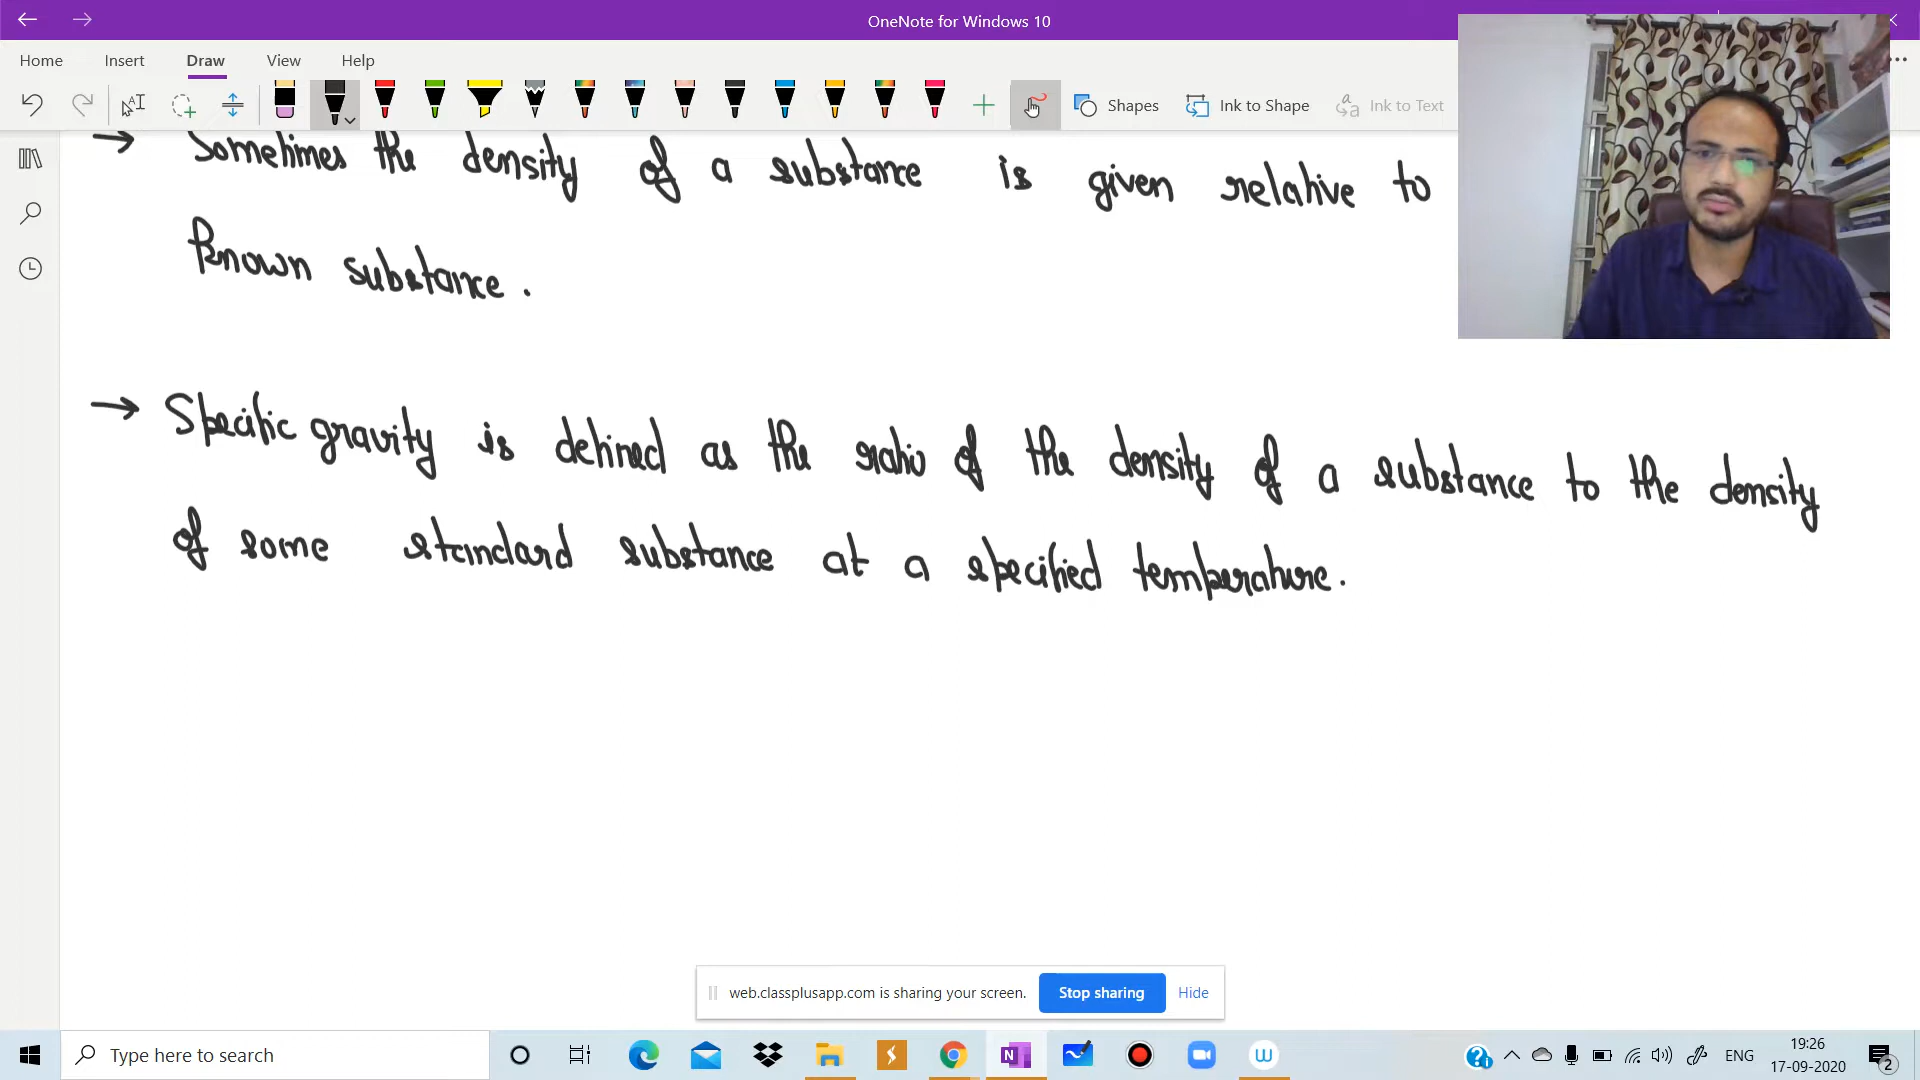 OneNote for Windows 10
Home Insert Draw View Help
Shapes Ink to Shape Ink to Text
→ Sometimes the density of a substance is given relative to
known substance.
→ Specific gravity is defined as the ratio of the density of a substance to the density
of some standard substance at a specified temperature.
web.classplusapp.com is sharing your screen. Stop sharing Hide
Type here to search
ENG
19:26
17-09-2020
2